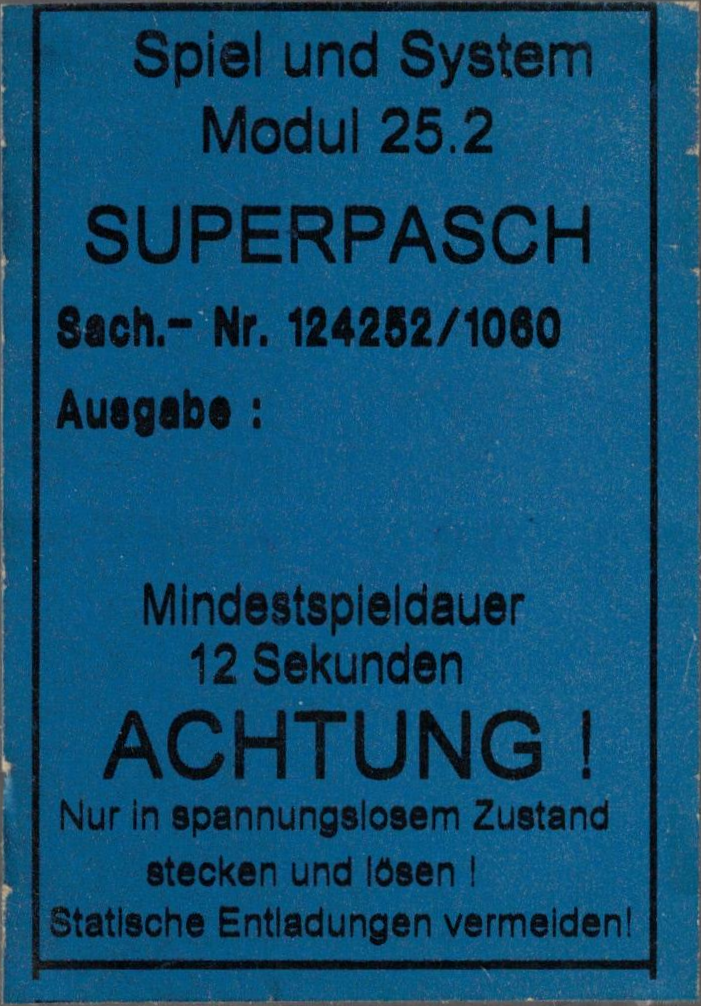 Spiel und System
Modul 25.2
SUPERPASCH
Sach.- Nr. 124252/1060
Ausgabe :
Mindestspieldauer
12 Sekunden
ACHTUNG !
Nur in spannungslosem Zustand
stecken und lösen !
Statische Entladungen vermeiden!